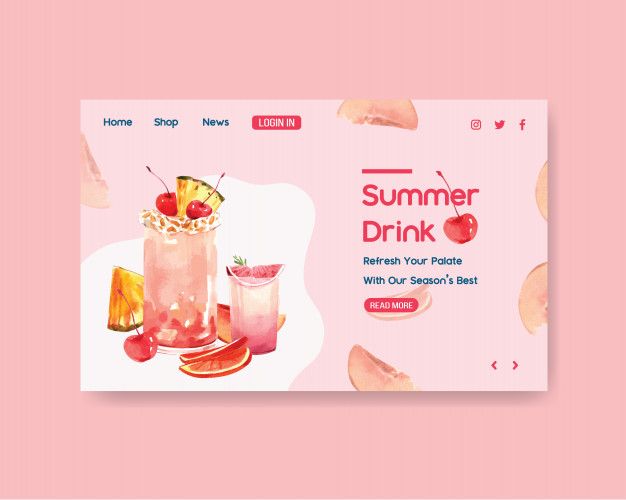 Home Shop News LOGIN IN
Summer
Drink
Refresh Your Palate
With Our Season's Best
READ MORE